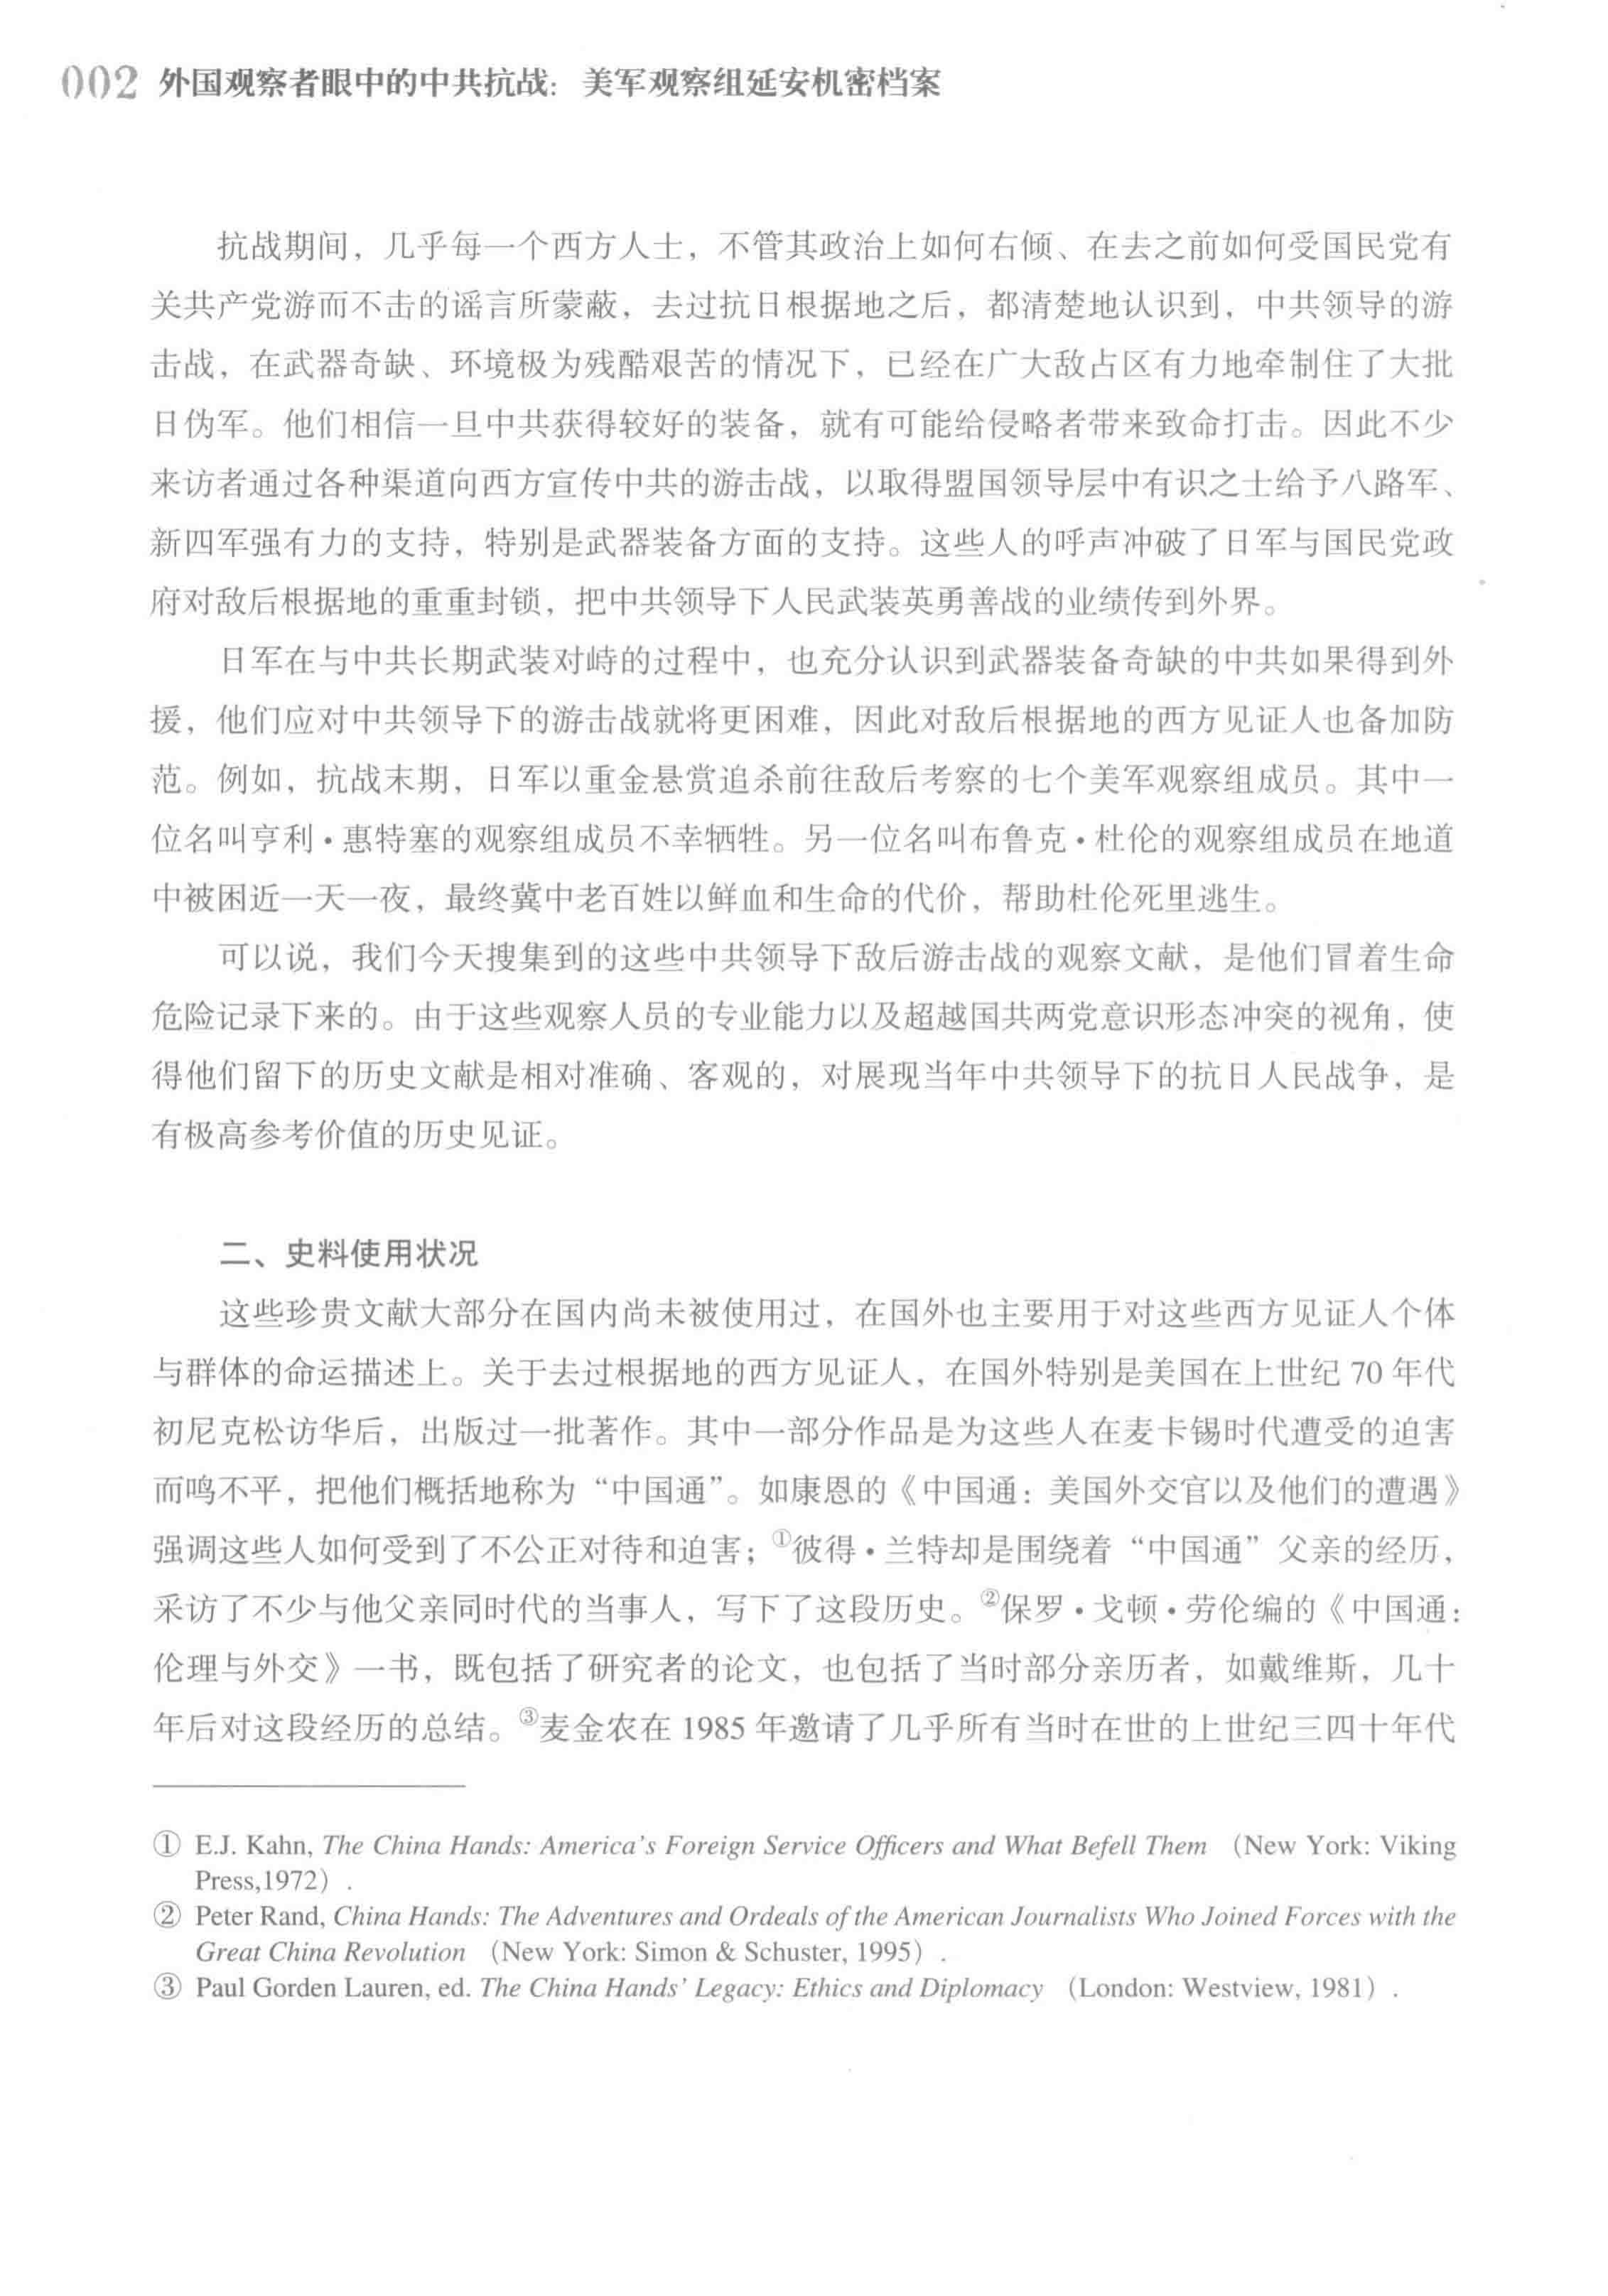 002 外国观察者眼中的中共抗战：美军观察组延安机密档案
抗战期间，几乎每一个西方人士，不管其政治上如何右倾、在去之前如何受国民党有
关共产党游而不击的谣言所蒙蔽，去过抗日根据地之后，都清楚地认识到，中共领导的游
击战，在武器奇缺、环境极为残酷艰苦的情况下，已经在广大敌占区有力地牵制住了大批
日伪军。他们相信一旦中共获得较好的装备，就有可能给侵略者带来致命打击。因此不少
来访者通过各种渠道向西方宣传中共的游击战，以取得盟国领导层中有识之士给予八路军、
新四军强有力的支持，特别是武器装备方面的支持。这些人的呼声冲破了日军与国民党政
府对敌后根据地的重重封锁，把中共领导下人民武装英勇善战的业绩传到外界。
日军在与中共长期武装对峙的过程中，也充分认识到武器装备奇缺的中共如果得到外
援，他们应对中共领导下的游击战就将更困难，因此对敌后根据地的西方见证人也备加防
范。例如，抗战末期，日军以重金悬赏追杀前往敌后考察的七个美军观察组成员。其中一
位名叫亨利·惠特塞的观察组成员不幸牺牲。另一位名叫布鲁克·杜伦的观察组成员在地道
中被困近一天一夜，最终冀中老百姓以鲜血和生命的代价，帮助杜伦死里逃生。
可以说，我们今天搜集到的这些中共领导下敌后游击战的观察文献，是他们冒着生命
危险记录下来的。由于这些观察人员的专业能力以及超越国共两党意识形态冲突的视角，使
得他们留下的历史文献是相对准确、客观的，对展现当年中共领导下的抗日人民战争，是
有极高参考价值的历史见证。
二、史料使用状况
这些珍贵文献大部分在国内尚未被使用过，在国外也主要用于对这些西方见证人个体
与群体的命运描述上。关于去过根据地的西方见证人，在国外特别是美国在上世纪 70 年代
初尼克松访华后，出版过一批著作。其中一部分作品是为这些人在麦卡锡时代遭受的迫害
而鸣不平，把他们概括地称为“中国通”。如康恩的《中国通：美国外交官以及他们的遭遇》
强调这些人如何受到了不公正对待和迫害；①彼得·兰特却是围绕着“中国通”父亲的经历，
采访了不少与他父亲同时代的当事人，写下了这段历史。②保罗·戈顿·劳伦编的《中国通：
伦理与外交》一书，既包括了研究者的论文，也包括了当时部分亲历者，如戴维斯，几十
年后对这段经历的总结。③麦金农在 1985 年邀请了几乎所有当时在世的上世纪三四十年代
① E.J. Kahn, The China Hands: America's Foreign Service Officers and What Befell Them （New York: Viking
Press,1972）.
② Peter Rand, China Hands: The Adventures and Ordeals of the American Journalists Who Joined Forces with the
Great China Revolution （New York: Simon & Schuster, 1995）.
③ Paul Gorden Lauren, ed. The China Hands' Legacy: Ethics and Diplomacy （London: Westview, 1981）.